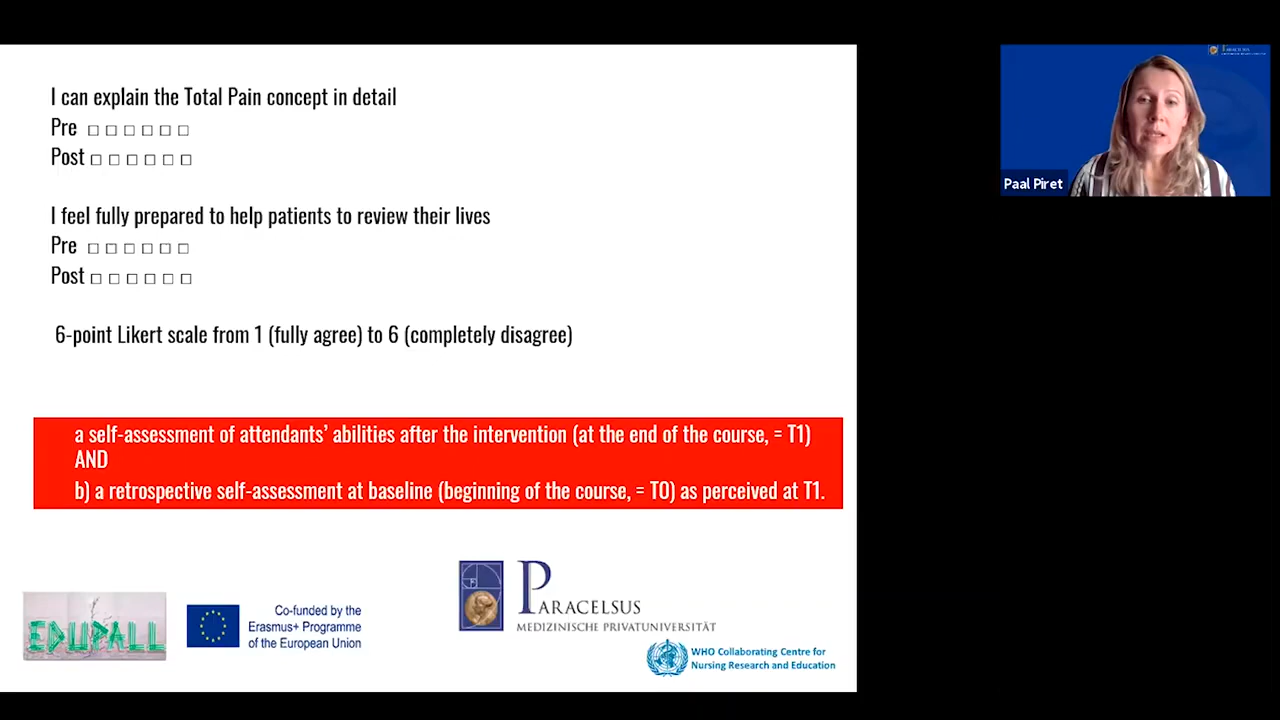 I can explain the Total Pain concept in detail
Pre □ □ □ □ □ □
Post □ □ □ □ □ □
I feel fully prepared to help patients to review their lives
Pre □ □ □ □ □ □
Post □ □ □ □ □ □
6-point Likert scale from 1 (fully agree) to 6 (completely disagree)
a self-assessment of attendants’ abilities after the intervention (at the end of the course, = T1)
AND
b) a retrospective self-assessment at baseline (beginning of the course, = T0) as perceived at T1.
EDUPALL
Co-funded by the
Erasmus+ Programme
of the European Union
PARACELSUS
MEDIZINISCHE PRIVATUNIVERSITÄT
WHO Collaborating Centre for
Nursing Research and Education
PARACELSUS
Paal Piret